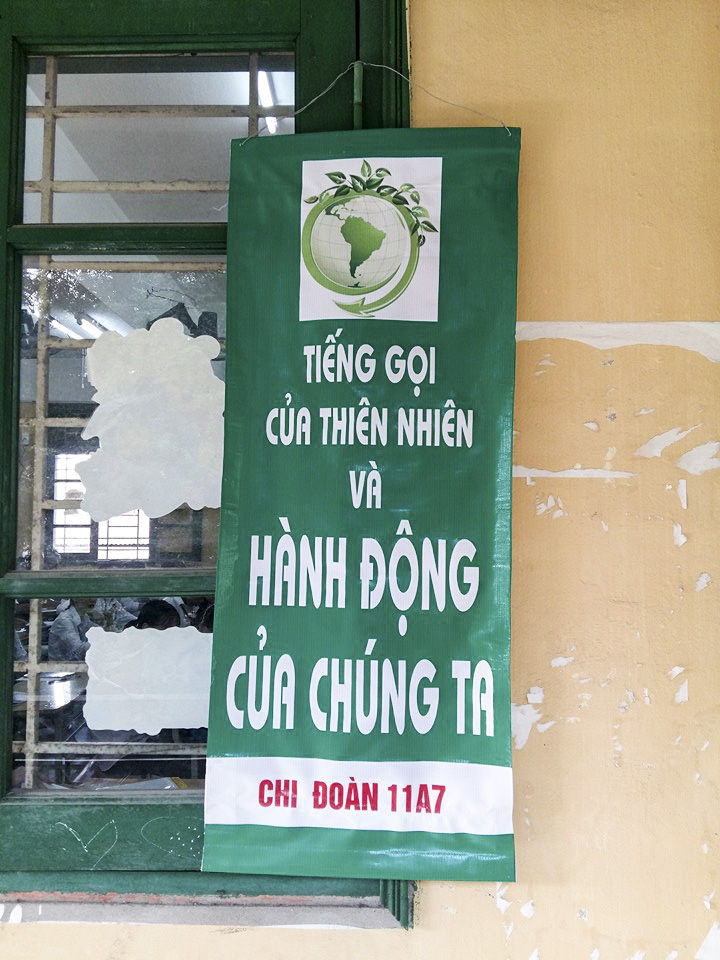 TIẾNG GỌI
CỦA THIÊN NHIÊN
VÀ
HÀNH ĐỘNG
CỦA CHÚNG TA
CHI ĐOÀN 11A7